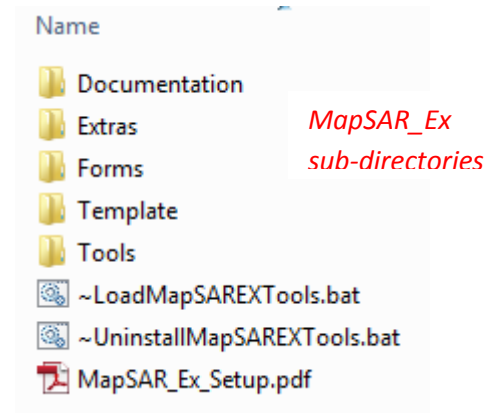 Name
Documentation
Extras
MapSAR_Ex
sub-directories
Forms
Template
Tools
~LoadMapSAREXTools.bat
~UninstallMapSAREXTools.bat
MapSAR_Ex_Setup.pdf